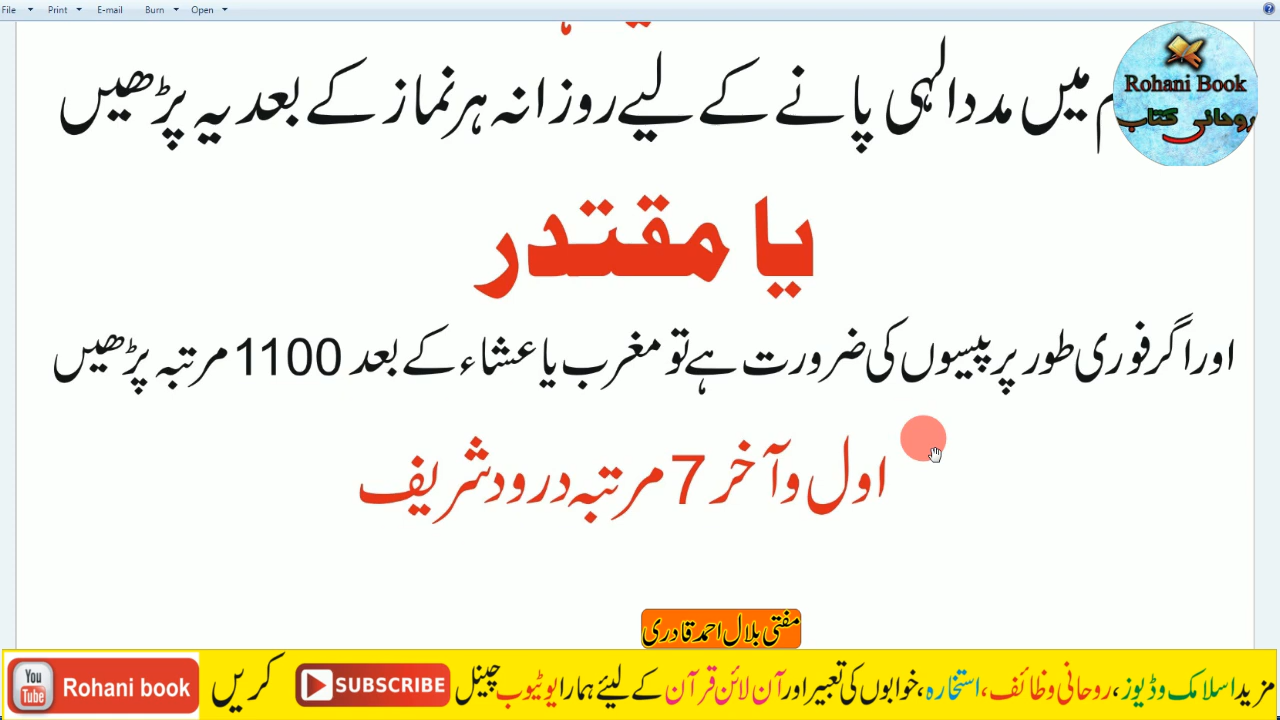 File Print E-mail Burn Open
Rohani Book
روحانی کتاب
میں مدد الٰہی پانے کے لیے روزانہ ہر نماز کے بعد یہ پڑھیں
یا مقتدر
اور اگر فوری طور پر پیسوں کی ضرورت ہے تو مغرب یا عشاء کے بعد 1100 مرتبہ پڑھیں
اول و آخر 7 مرتبہ درود شریف
مفتی بلال احمد قادری
مزید اسلامک وڈیوز، روحانی وظائف، استخارہ، خوابوں کی تعبیر اور آن لائن قرآن کے لیئے ہمارا یوٹیوب چینل SUBSCRIBE کریں
You Tube Rohani book